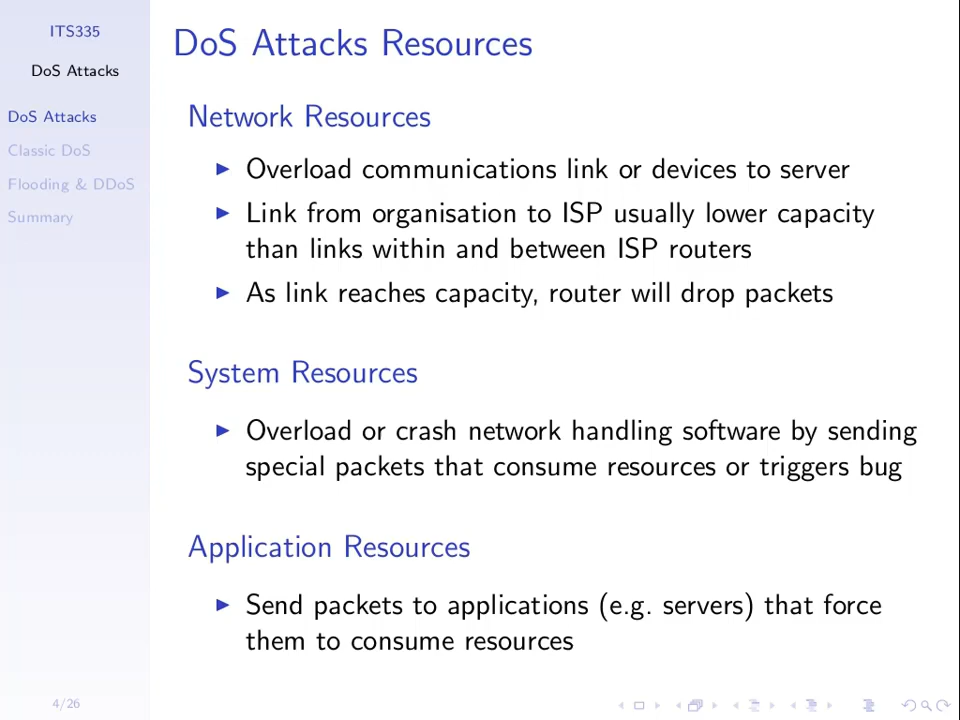 ITS335
DoS Attacks
DoS Attacks
Classic DoS
Flooding & DDoS
Summary
DoS Attacks Resources
Network Resources
Overload communications link or devices to server
Link from organisation to ISP usually lower capacity
than links within and between ISP routers
As link reaches capacity, router will drop packets
System Resources
Overload or crash network handling software by sending
special packets that consume resources or triggers bug
Application Resources
Send packets to applications (e.g. servers) that force
them to consume resources
4/26